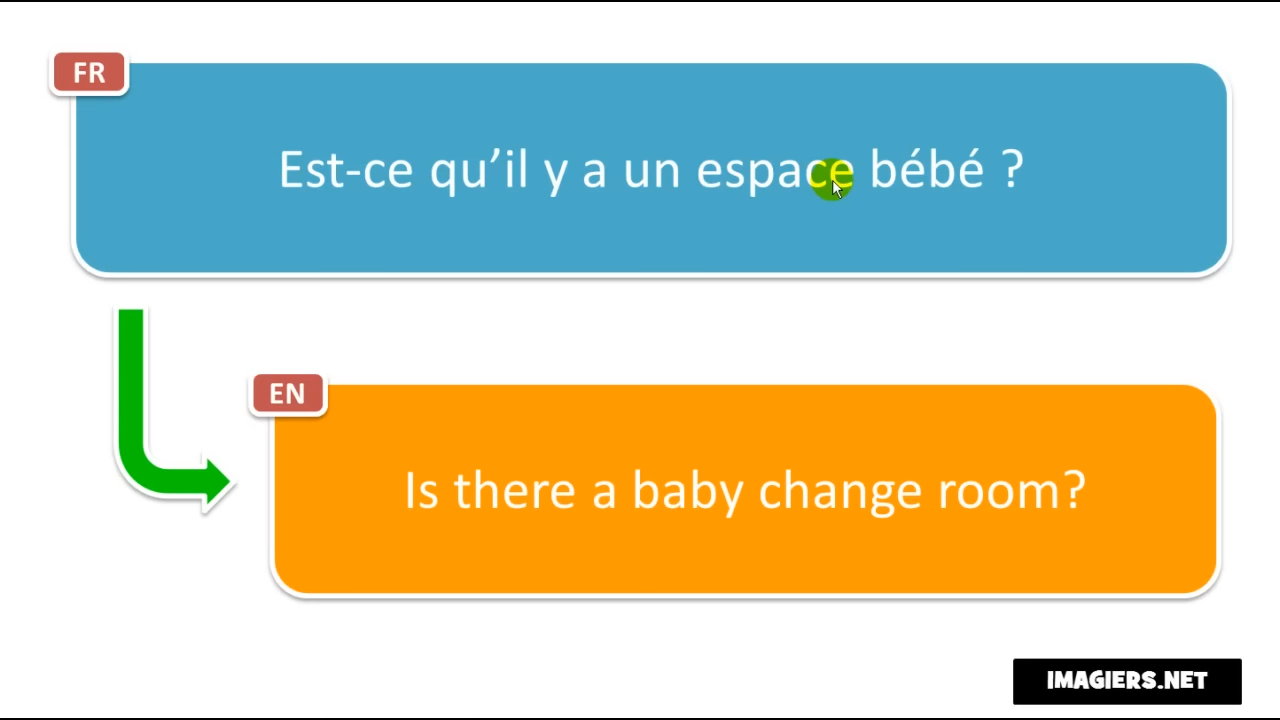 FR
Est-ce qu’il y a un espace bébé ?
EN
Is there a baby change room?
IMAGIERS.NET